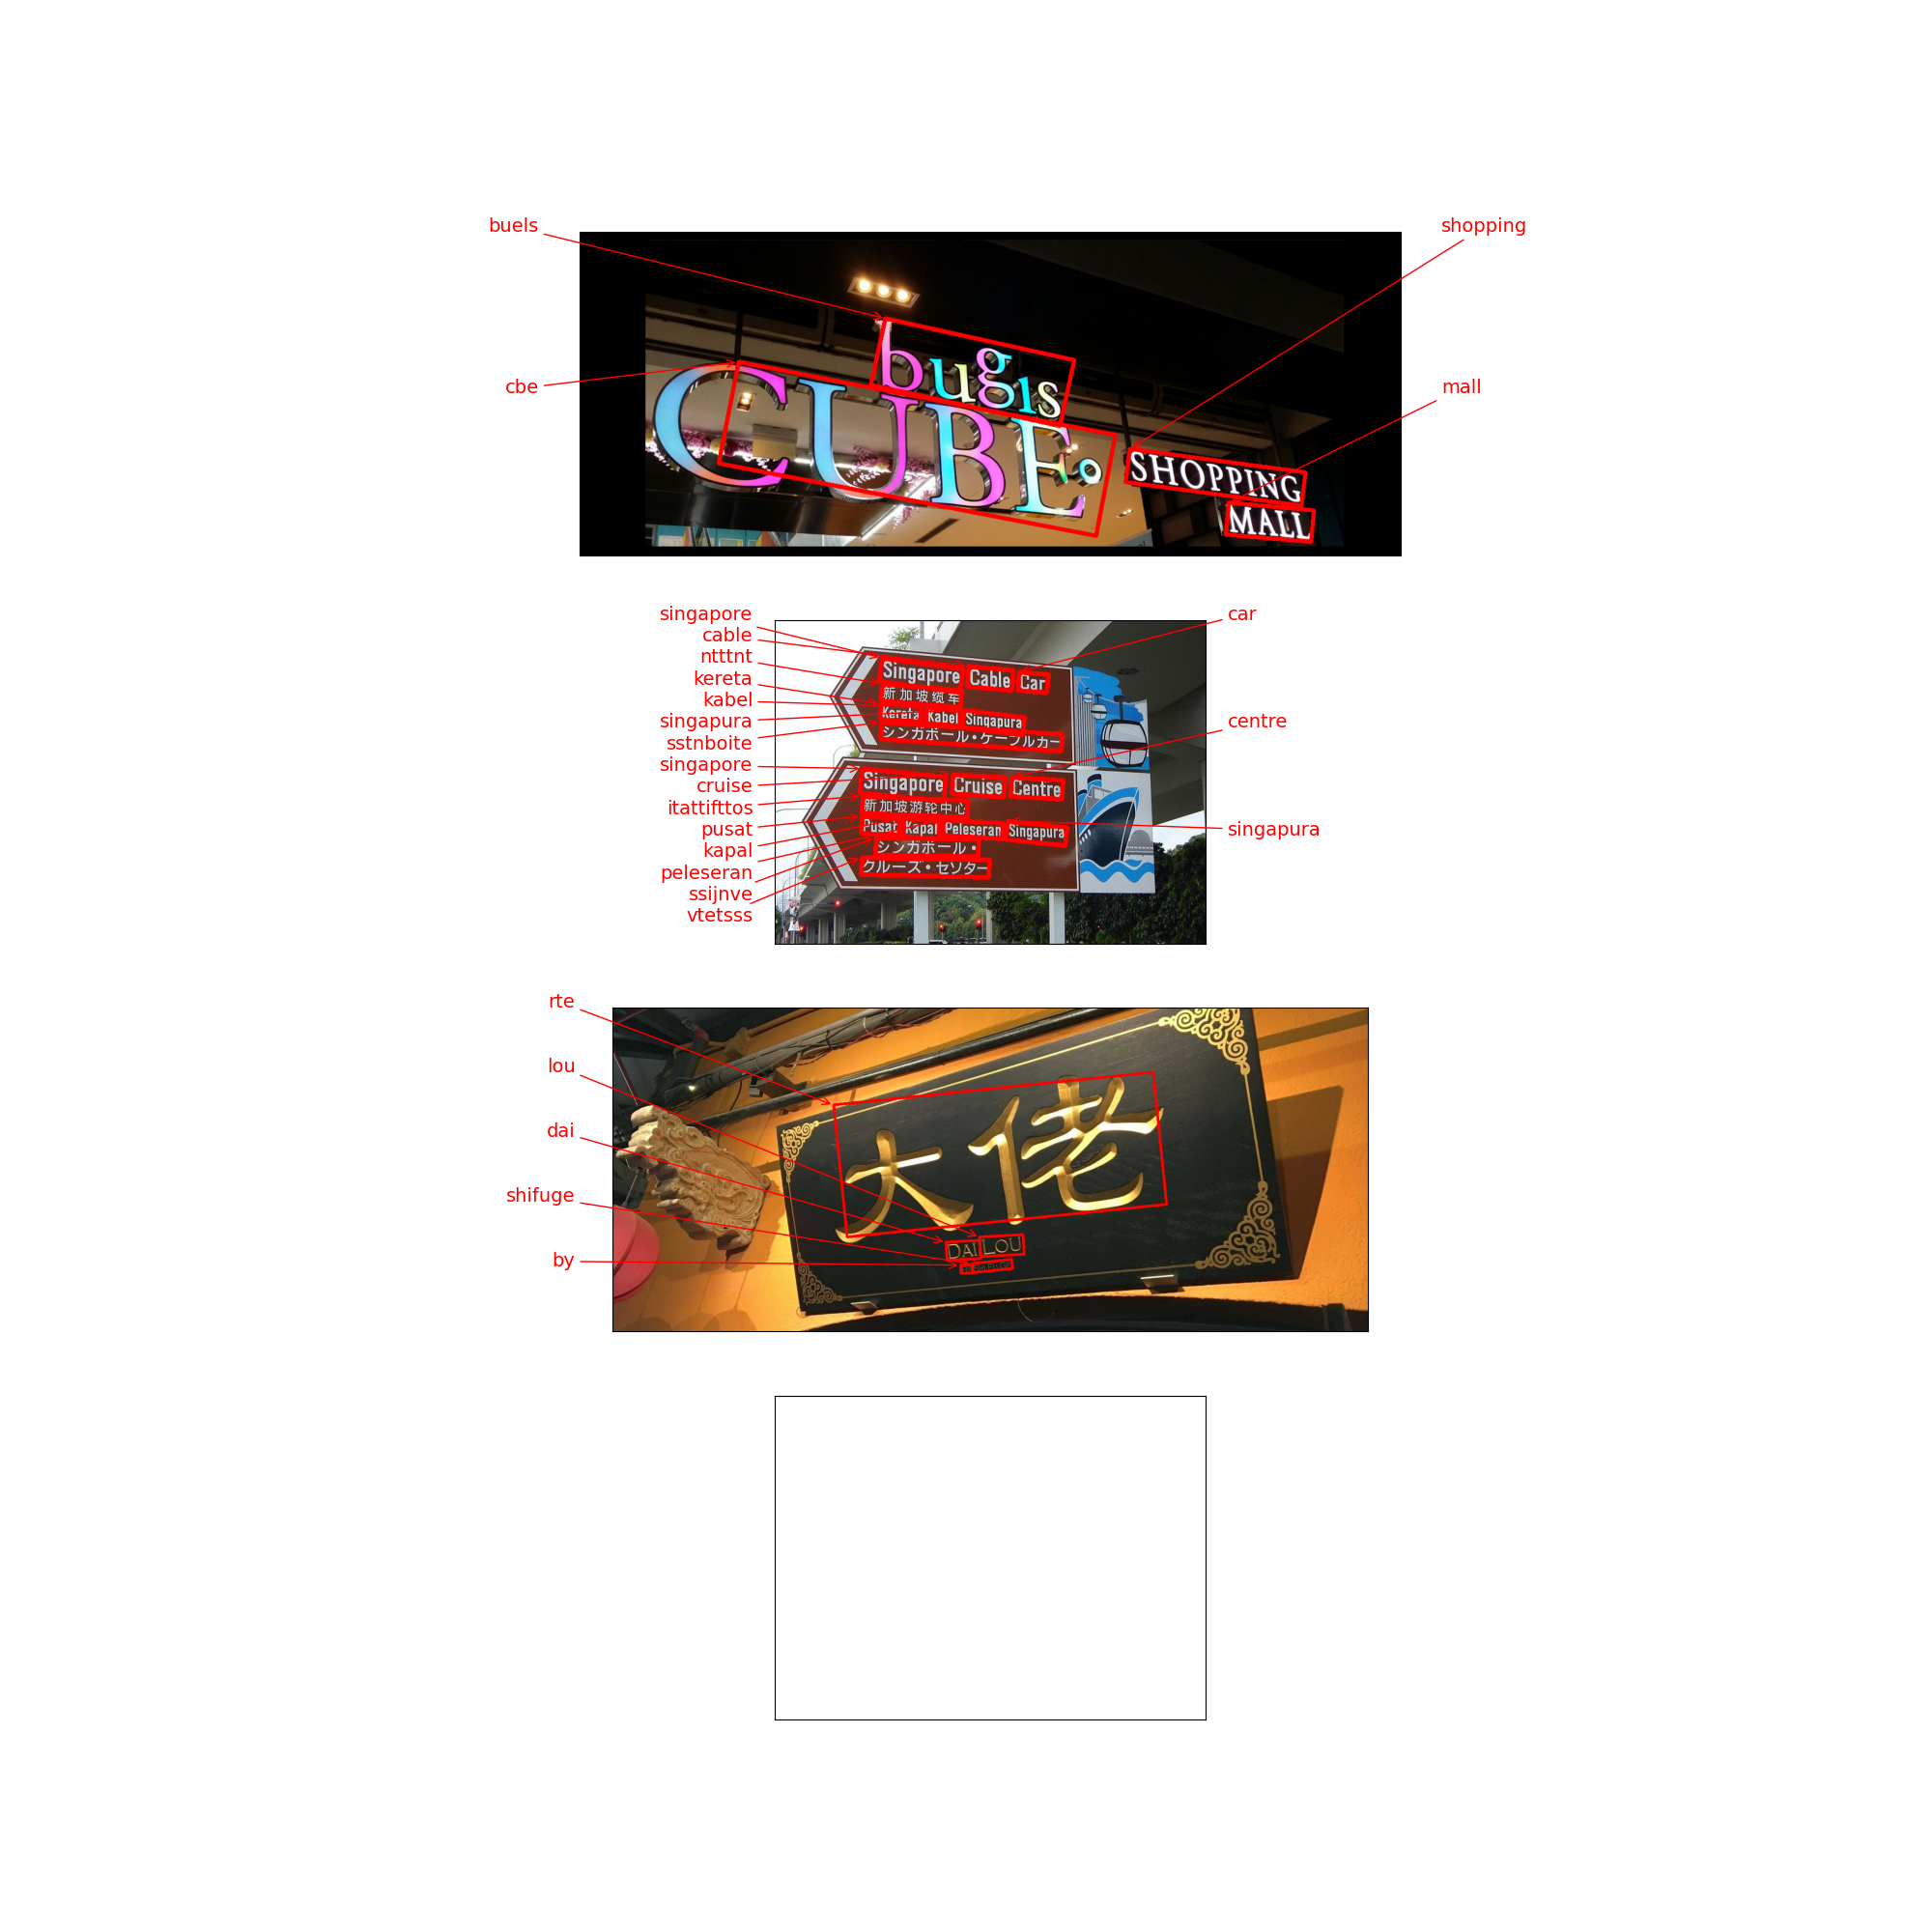 buels
shopping
bugis
cbe
mall
CUBE
SHOPPING
MALL
singapore
car
cable
ntttnt
kereta
kabel
singapura
sstnboite
Singapore Cable Car
新加坡缆车
Kereta Kabel Singapura
シンガポール・ケーブルカー
singapore
centre
cruise
itattifttos
pusat
singapura
kapal
peleseran
ssijnve
vtetsss
Singapore Cruise Centre
新加坡游轮中心
Pusat Kapal Peleseran Singapura
シンガポール・
クルーズ・センター
rte
lou
dai
shifuge
by
大佬
DAI LOU